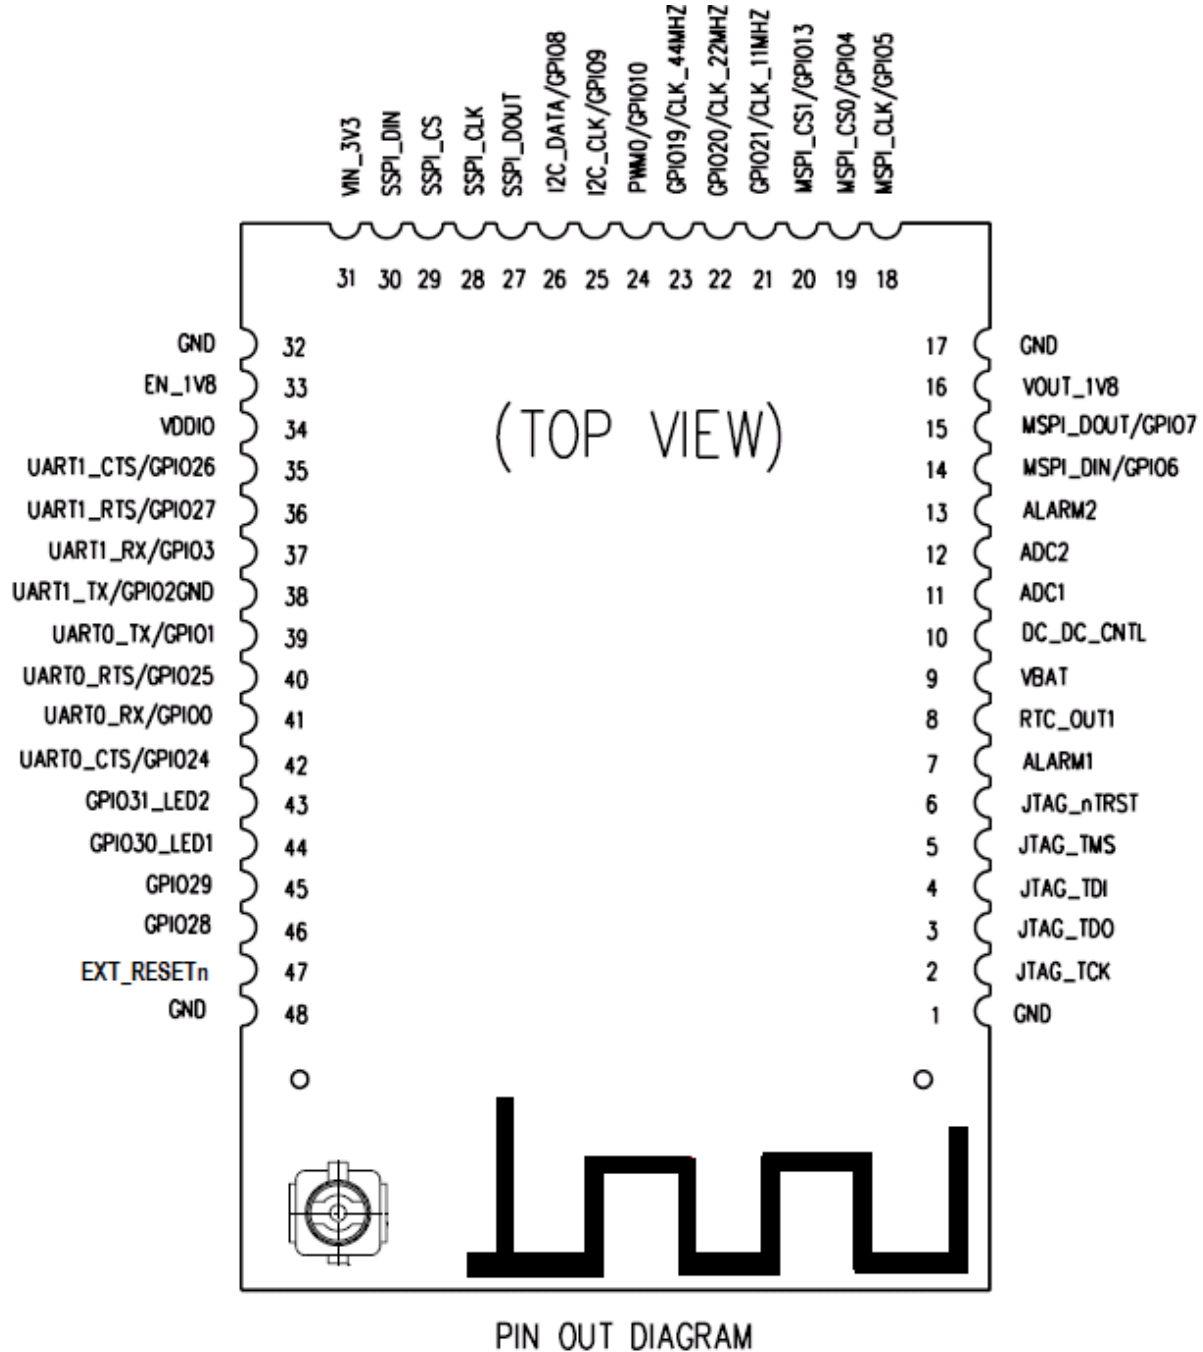 VIN_3V3
SSPI_DIN
SSPI_CS
SSPI_CLK
SSPI_DOUT
I2C_DATA/GPIO8
I2C_CLK/GPIO9
PWM0/GPIO10
GPIO19/CLK_44MHZ
GPIO20/CLK_22MHZ
GPIO21/CLK_11MHZ
MSPI_CS1/GPIO13
MSPI_CS0/GPIO4
MSPI_CLK/GPIO5
31 30 29 28 27 26 25 24 23 22 21 20 19 18
GND 32 17 GND
EN_1V8 33 16 VOUT_1V8
VDDIO 34 15 MSPI_DOUT/GPIO7
(TOP VIEW)
UART1_CTS/GPIO26 35 14 MSPI_DIN/GPIO6
UART1_RTS/GPIO27 36 13 ALARM2
UART1_RX/GPIO3 37 12 ADC2
UART1_TX/GPIO2GND 38 11 ADC1
UART0_TX/GPIO1 39 10 DC_DC_CNTL
UART0_RTS/GPIO25 40 9 VBAT
UART0_RX/GPIO0 41 8 RTC_OUT1
UART0_CTS/GPIO24 42 7 ALARM1
GPIO31_LED2 43 6 JTAG_nTRST
GPIO30_LED1 44 5 JTAG_TMS
GPIO29 45 4 JTAG_TDI
GPIO28 46 3 JTAG_TDO
EXT_RESETn 47 2 JTAG_TCK
GND 48 1 GND
PIN OUT DIAGRAM